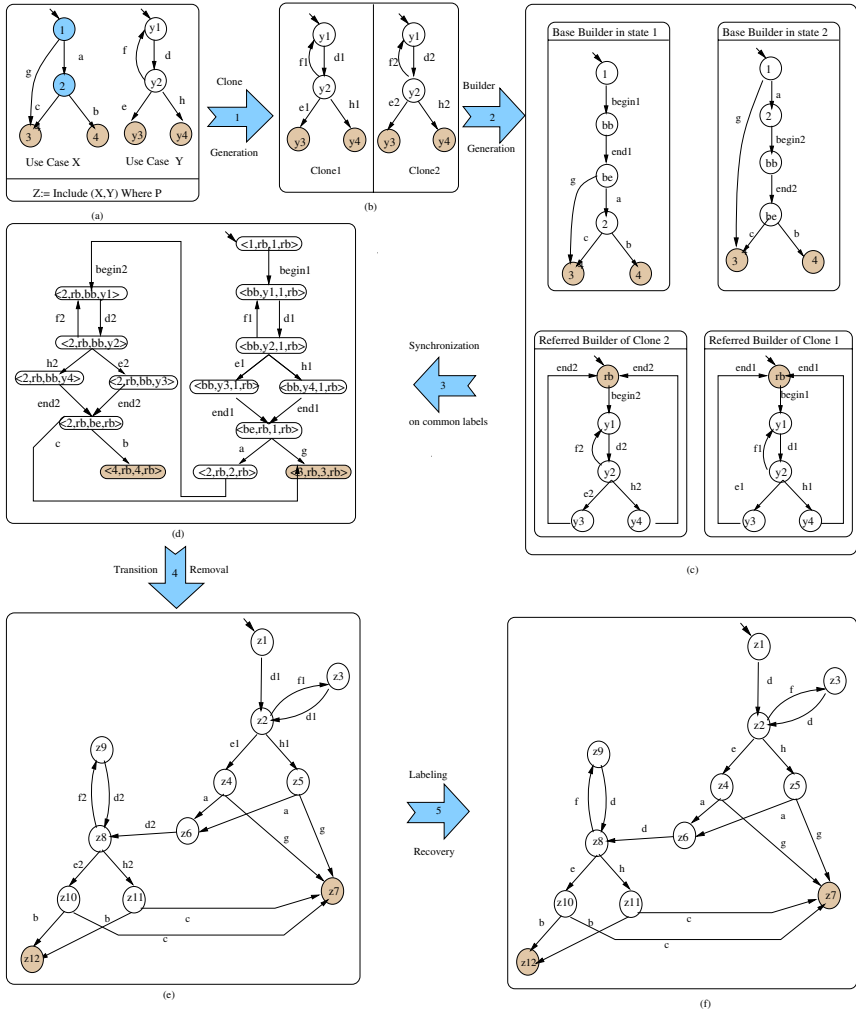 1
a
g
2
c
b
3
4
Use Case X
y1
f
d
y2
e
h
y3
y4
Use Case Y
Z:= Include (X,Y) Where P
(a)
Clone
1
Generation
y1
f1
d1
y2
e1
h1
y3
y4
Clone1
y1
f2
d2
y2
e2
h2
y3
y4
Clone2
(b)
Builder
2
Generation
Base Builder in state 1
1
begin1
bb
end1
be
g
a
2
c
b
3
4
Base Builder in state 2
1
a
2
g
begin2
bb
end2
be
c
b
3
4
Referred Builder of Clone 2
end2
rb
end2
begin2
y1
f2
d2
y2
e2
h2
y3
y4
Referred Builder of Clone 1
end1
rb
end1
begin1
y1
f1
d1
y2
e1
h1
y3
y4
(c)
Synchronization
3
on common labels
<1,rb,1,rb>
begin2
begin1
<2,rb,bb,y1>
<bb,y1,1,rb>
f2
d2
f1
d1
<2,rb,bb,y2>
<bb,y2,1,rb>
h2
e2
e1
h1
<2,rb,bb,y4>
<2,rb,bb,y3>
<bb,y3,1,rb>
<bb,y4,1,rb>
end2
end2
end1
end1
<2,rb,be,rb>
<be,rb,1,rb>
c
b
a
g
<4,rb,4,rb>
<2,rb,2,rb>
<3,rb,3,rb>
(d)
Transition
4
Removal
z1
d1
f1
z3
z2
d1
e1
h1
z9
z4
z5
f2
d2
a
a
d2
z6
g
g
z8
e2
h2
z10
z11
z7
b
b
c
c
z12
(e)
Labeling
5
Recovery
z1
d
f
z3
z2
d
e
h
z9
z4
z5
f
d
a
a
d
z6
g
g
z8
e
h
z10
z11
z7
b
b
c
c
z12
(f)